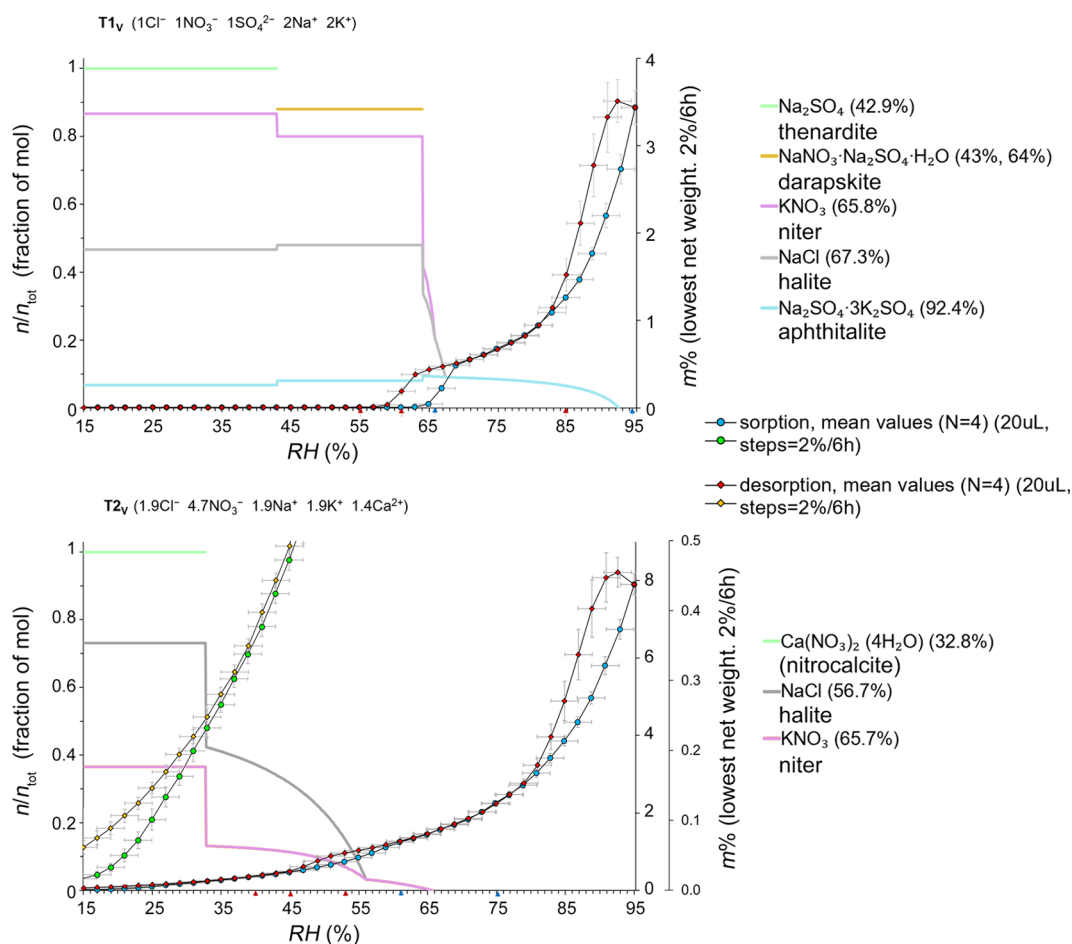 T1V (1Cl⁻ 1NO₃⁻ 1SO₄²⁻ 2Na⁺ 2K⁺)
1
0.8
0.6
0.4
0.2
0
n/ntot (fraction of mol)
4
3
2
1
0
m% (lowest net weight. 2%/6h)
15 25 35 45 55 65 75 85 95
RH (%)
Na₂SO₄ (42.9%)
thenardite
NaNO₃·Na₂SO₄·H₂O (43%, 64%)
darapskite
KNO₃ (65.8%)
niter
NaCl (67.3%)
halite
Na₂SO₄·3K₂SO₄ (92.4%)
aphthitalite
sorption, mean values (N=4) (20uL,
steps=2%/6h)
desorption, mean values (N=4) (20uL,
steps=2%/6h)
T2V (1.9Cl⁻ 4.7NO₃⁻ 1.9Na⁺ 1.9K⁺ 1.4Ca²⁺)
1
0.8
0.6
0.4
0.2
0
n/ntot (fraction of mol)
8
6
4
2
0
m% (lowest net weight. 2%/6h)
0.5
0.4
0.3
0.2
0.1
0.0
15 25 35 45 55 65 75 85 95
RH (%)
Ca(NO₃)₂ (4H₂O) (32.8%)
(nitrocalcite)
NaCl (56.7%)
halite
KNO₃ (65.7%)
niter